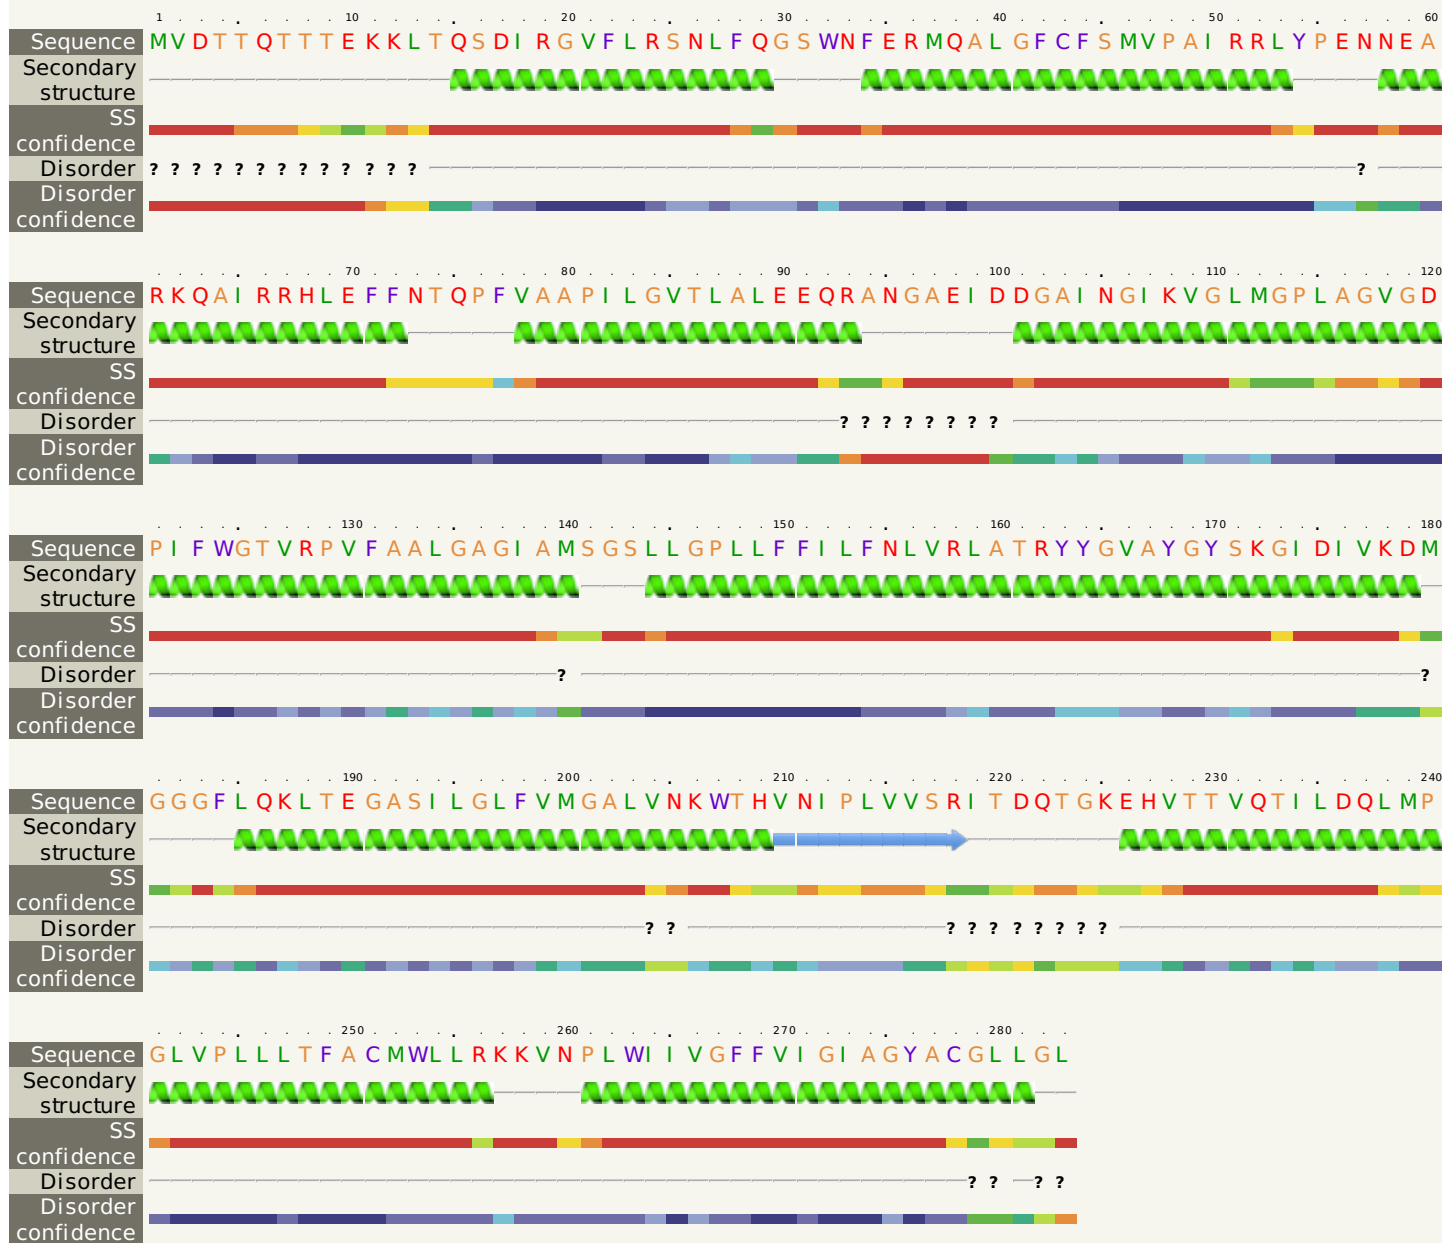 1 10 20 30 40 50 60
Sequence MVDTTQTTTEKKLTQSDIRGVFLRSNLFQGSWNFERMQALGFCFSMVPAIRRLYPENNEA
Secondary
structure
SS
confidence
Disorder ? ? ? ? ? ? ? ? ? ? ? ? ? ?
Disorder
confidence
70 80 90 100 110 120
Sequence RKQAIRRHLEFFNTQPFVAAPILGVTLALEEQRANGAEIDDGAINGIKVGLMGPLAGVGD
Secondary
structure
SS
confidence
Disorder ? ? ? ? ? ? ? ?
Disorder
confidence
130 140 150 160 170 180
Sequence PIFWGTVRPVFAALGAGIAMSGSLLGPLLFFILFNLVRLATRYYGVAYGYSKGIDIVKDM
Secondary
structure
SS
confidence
Disorder ? ?
Disorder
confidence
190 200 210 220 230 240
Sequence GGGFLQKLTEGASILGLFVMGALVNKWTHVNIPLVVSRITDQTGKEHVTTVQTILDQLMP
Secondary
structure
SS
confidence
Disorder ? ? ? ? ? ? ? ? ? ?
Disorder
confidence
250 260 270 280
Sequence GLVPLLLTFACMWLLRKKVNPLWIIVGFFVIGIAGYACGLLGL
Secondary
structure
SS
confidence
Disorder ? ? ? ?
Disorder
confidence